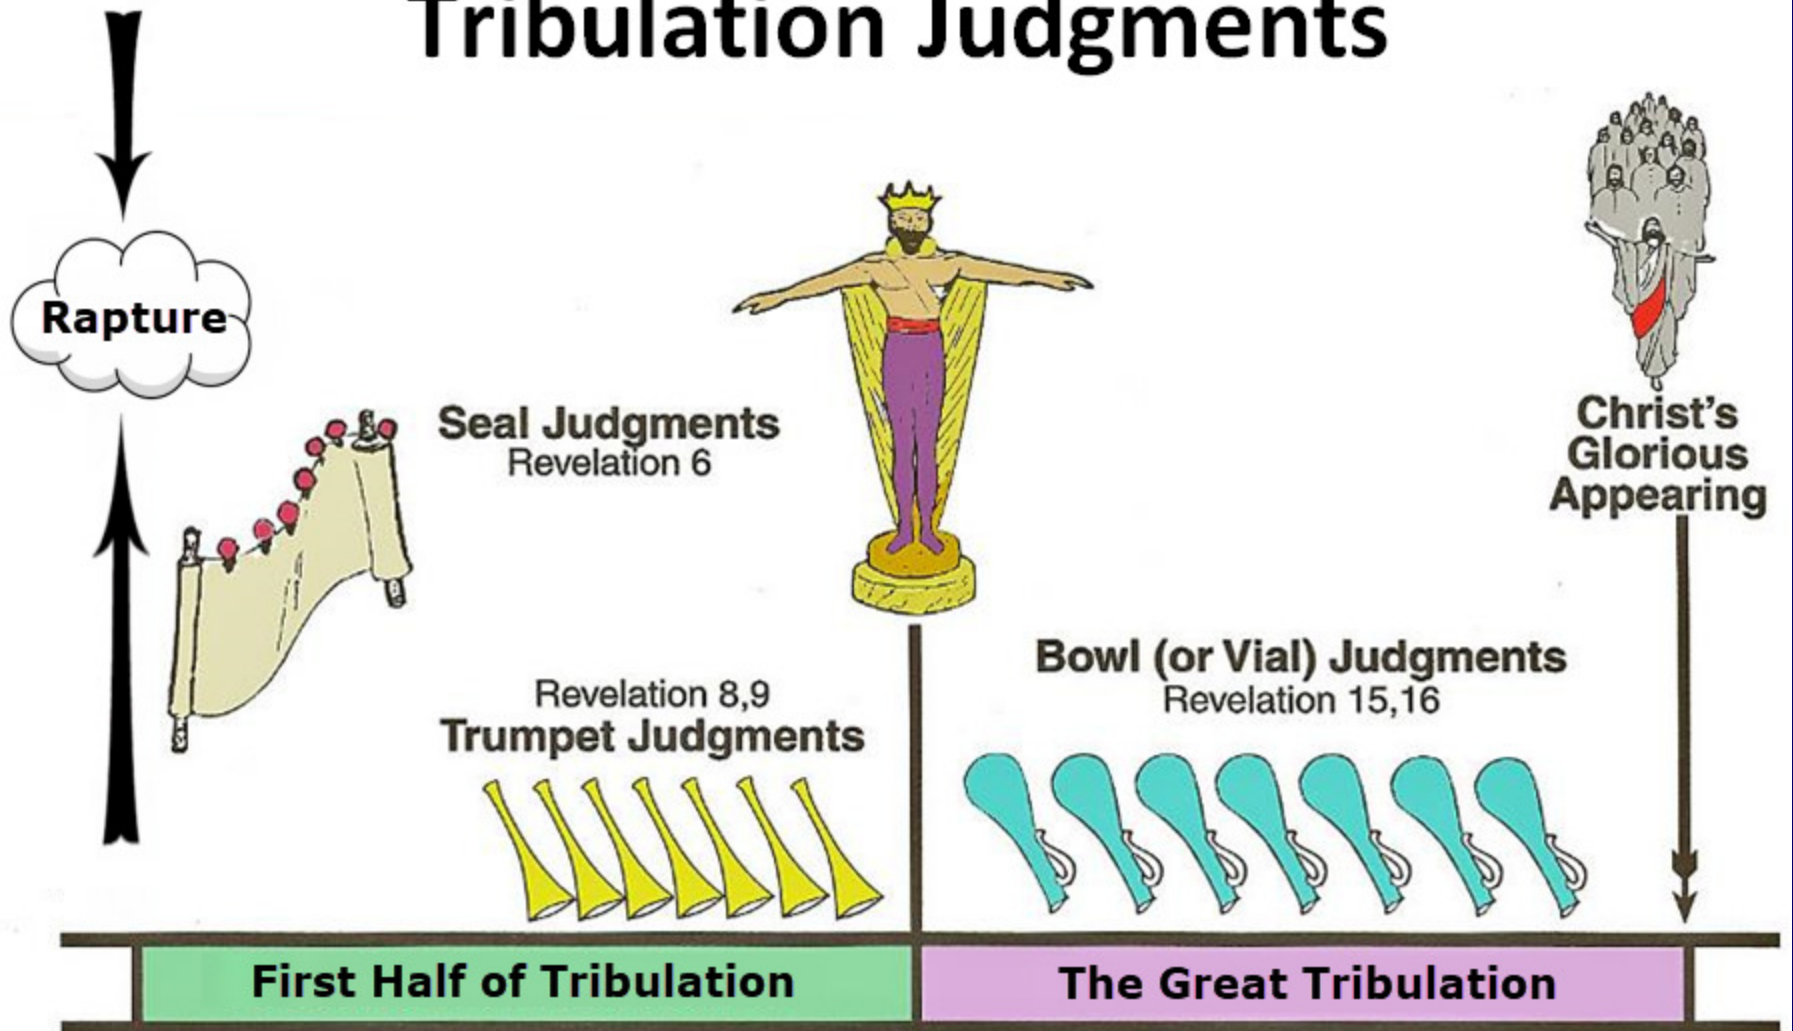 Tribulation Judgments
Rapture
Seal Judgments
Revelation 6
Christ's
Glorious
Appearing
Revelation 8,9
Trumpet Judgments
Bowl (or Vial) Judgments
Revelation 15,16
First Half of Tribulation
The Great Tribulation